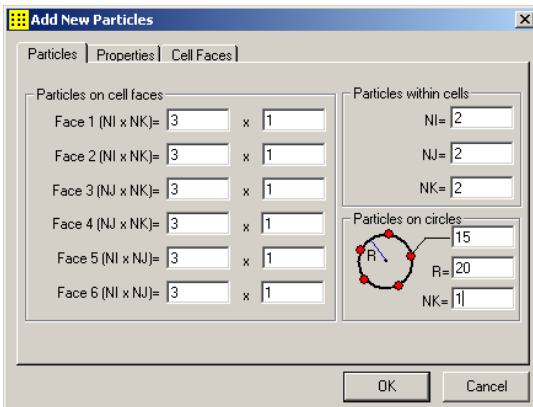 Add New Particles
Particles Properties Cell Faces
Particles on cell faces
Face 1 (NI x NK)= 3 x 1
Face 2 (NI x NK)= 3 x 1
Face 3 (NJ x NK)= 3 x 1
Face 4 (NJ x NK)= 3 x 1
Face 5 (NI x NJ)= 3 x 1
Face 6 (NI x NJ)= 3 x 1
Particles within cells
NI= 2
NJ= 2
NK= 2
Particles on circles
15
R
R= 20
NK= 1
OK Cancel